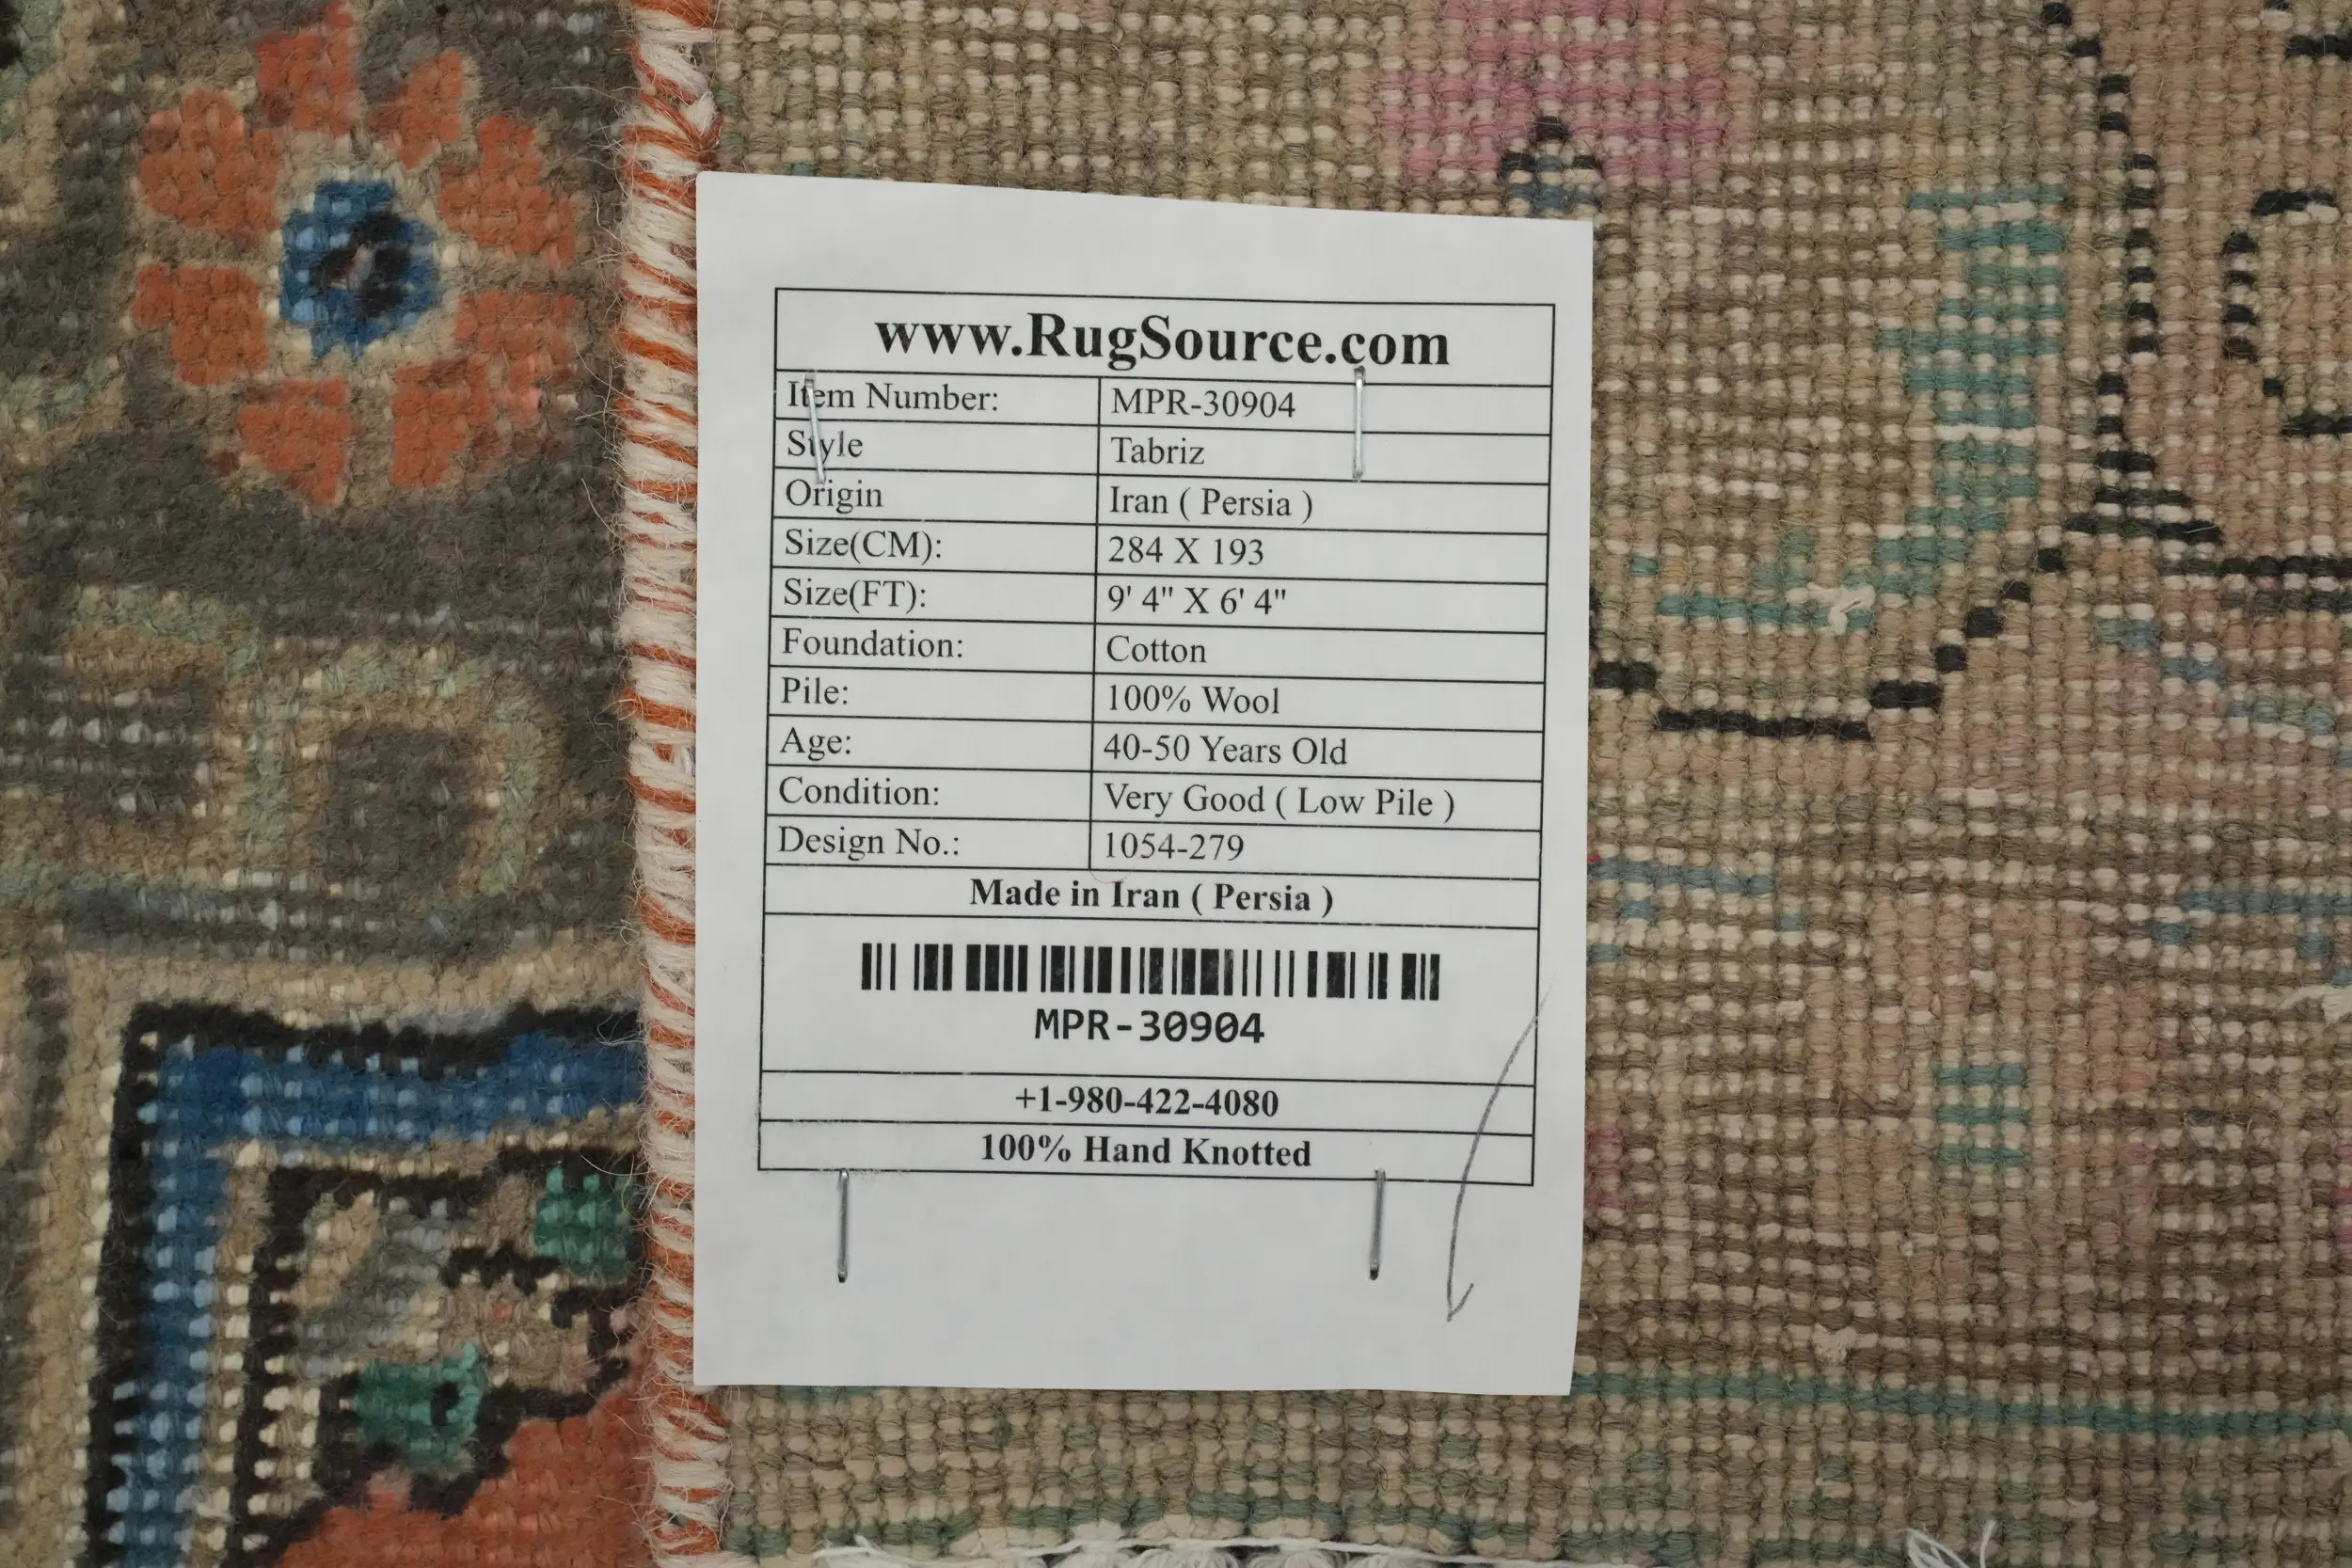 www.RugSource.com
Item Number: MPR-30904
Style Tabriz
Origin Iran ( Persia )
Size(CM): 284 X 193
Size(FT): 9' 4" X 6' 4"
Foundation: Cotton
Pile: 100% Wool
Age: 40-50 Years Old
Condition: Very Good ( Low Pile )
Design No.: 1054-279
Made in Iran ( Persia )
MPR-30904
+1-980-422-4080
100% Hand Knotted